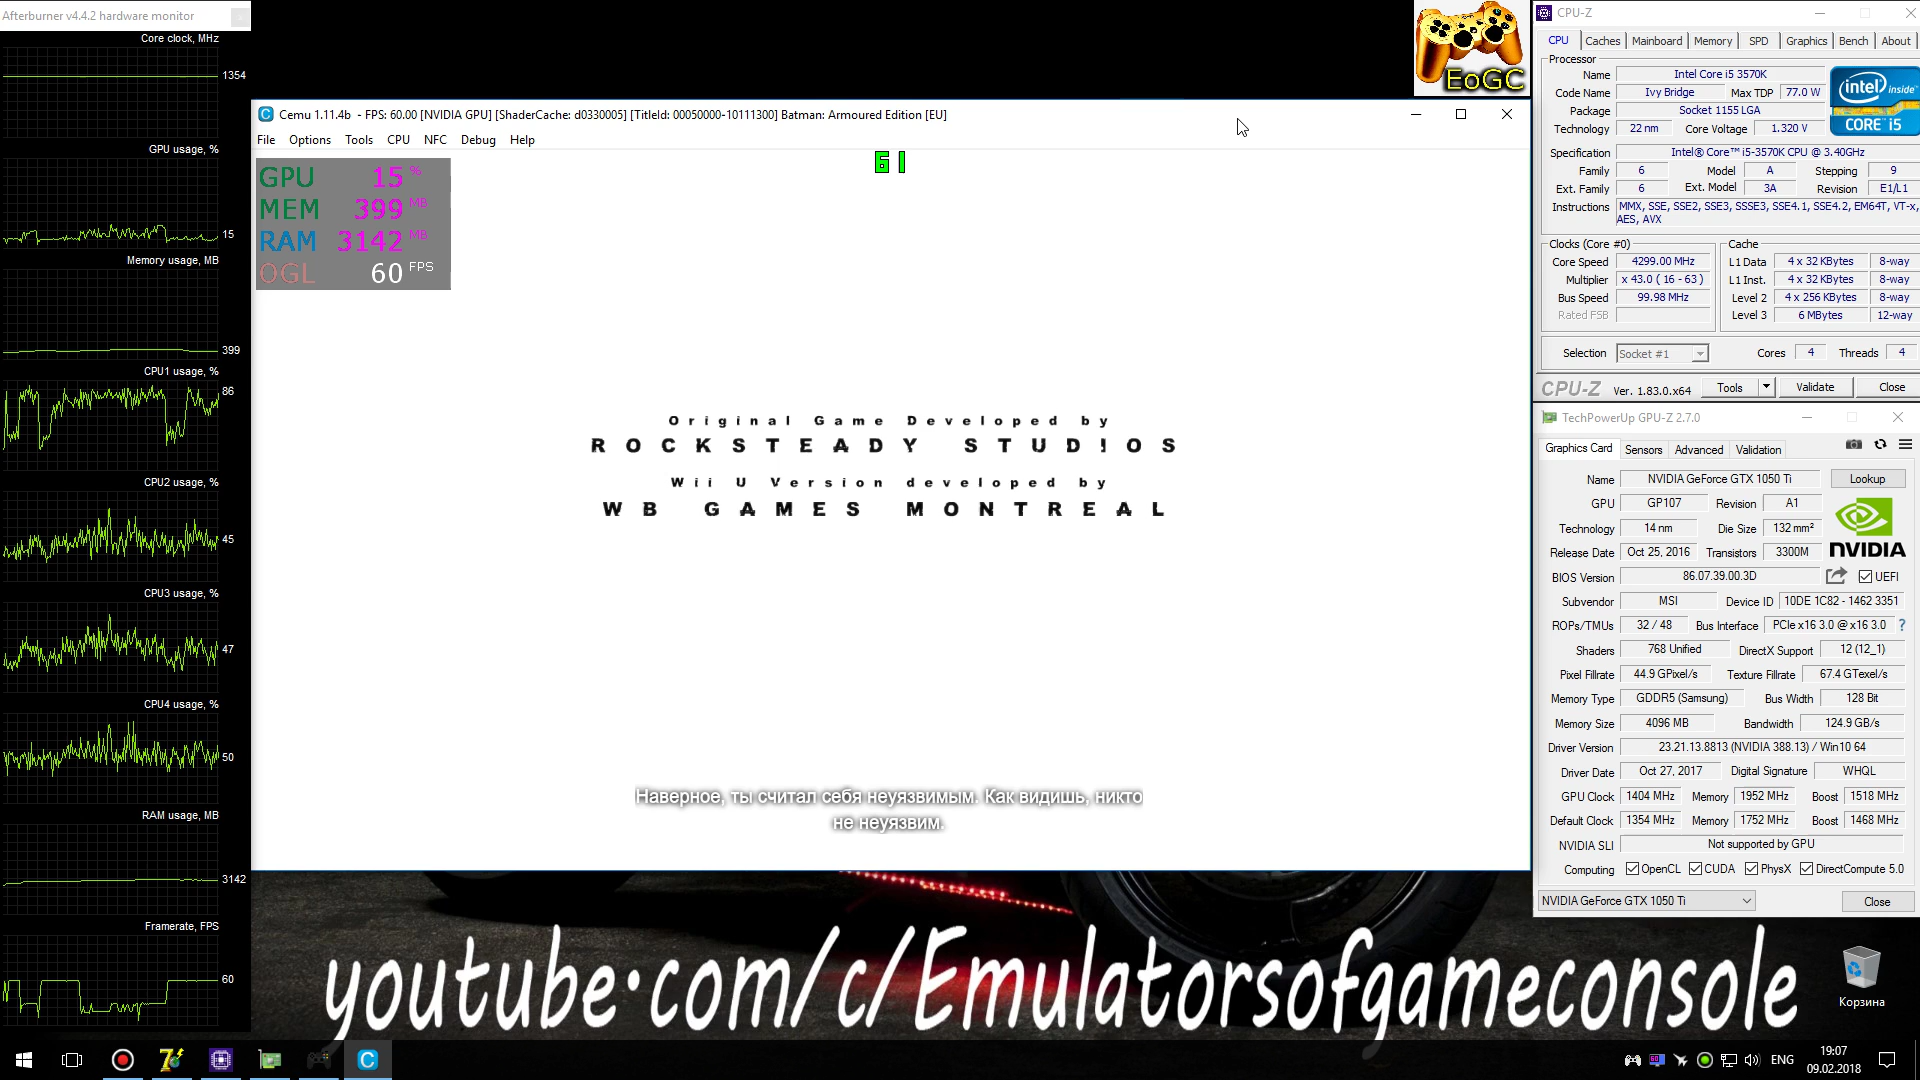 Afterburner v4.4.2 hardware monitor
Core clock, MHz
1354
GPU usage, %
15
Memory usage, MB
399
CPU1 usage, %
86
CPU2 usage, %
45
CPU3 usage, %
47
CPU4 usage, %
50
RAM usage, MB
3142
Framerate, FPS
60
EoGC
Cemu 1.11.4b - FPS: 60.00 [NVIDIA GPU] [ShaderCache: d0330005] [TitleId: 00050000-10111300] Batman: Armoured Edition [EU]
File Options Tools CPU NFC Debug Help
61
GPU 15 %
MEM 399 MB
RAM 3142 MB
OGL 60 FPS
Original Game Developed by
ROCKSTEADY STUDIOS
Wii U Version developed by
WB GAMES MONTREAL
Наверное, ты считал себя неуязвимым. Как видишь, никто
не неуязвим.
CPU-Z
CPU Caches Mainboard Memory SPD Graphics Bench About
Processor
Name Intel Core i5 3570K
Code Name Ivy Bridge Max TDP 77.0 W
Package Socket 1155 LGA
Technology 22 nm Core Voltage 1.320 V
intel inside™
CORE i5
Specification Intel® Core™ i5-3570K CPU @ 3.40GHz
Family 6 Model A Stepping 9
Ext. Family 6 Ext. Model 3A Revision E1/L1
Instructions MMX, SSE, SSE2, SSE3, SSSE3, SSE4.1, SSE4.2, EM64T, VT-x,
AES, AVX
Clocks (Core #0) Cache
Core Speed 4299.00 MHz L1 Data 4 x 32 KBytes 8-way
Multiplier x 43.0 ( 16 - 63 ) L1 Inst. 4 x 32 KBytes 8-way
Bus Speed 99.98 MHz Level 2 4 x 256 KBytes 8-way
Rated FSB Level 3 6 MBytes 12-way
Selection Socket #1 Cores 4 Threads 4
CPU-Z Ver. 1.83.0.x64 Tools Validate Close
TechPowerUp GPU-Z 2.7.0
Graphics Card Sensors Advanced Validation
Name NVIDIA GeForce GTX 1050 Ti Lookup
GPU GP107 Revision A1
Technology 14 nm Die Size 132 mm²
Release Date Oct 25, 2016 Transistors 3300M
NVIDIA
BIOS Version 86.07.39.00.3D UEFI
Subvendor MSI Device ID 10DE 1C82 - 1462 3351
ROPs/TMUs 32 / 48 Bus Interface PCIe x16 3.0 @ x16 3.0 ?
Shaders 768 Unified DirectX Support 12 (12_1)
Pixel Fillrate 44.9 GPixel/s Texture Fillrate 67.4 GTexel/s
Memory Type GDDR5 (Samsung) Bus Width 128 Bit
Memory Size 4096 MB Bandwidth 124.9 GB/s
Driver Version 23.21.13.8813 (NVIDIA 388.13) / Win10 64
Driver Date Oct 27, 2017 Digital Signature WHQL
GPU Clock 1404 MHz Memory 1952 MHz Boost 1518 MHz
Default Clock 1354 MHz Memory 1752 MHz Boost 1468 MHz
NVIDIA SLI Not supported by GPU
Computing OpenCL CUDA PhysX DirectCompute 5.0
NVIDIA GeForce GTX 1050 Ti Close
youtube.com/c/Emulatorsofgameconsole
Корзина
ENG
19:07
09.02.2018